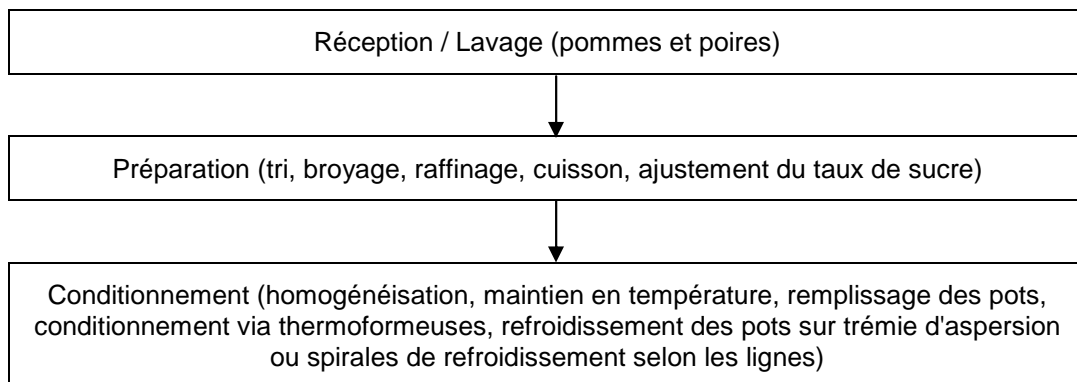 Réception / Lavage (pommes et poires)
Préparation (tri, broyage, raffinage, cuisson, ajustement du taux de sucre)
Conditionnement (homogénéisation, maintien en température, remplissage des pots,
conditionnement via thermoformeuses, refroidissement des pots sur trémie d'aspersion
ou spirales de refroidissement selon les lignes)